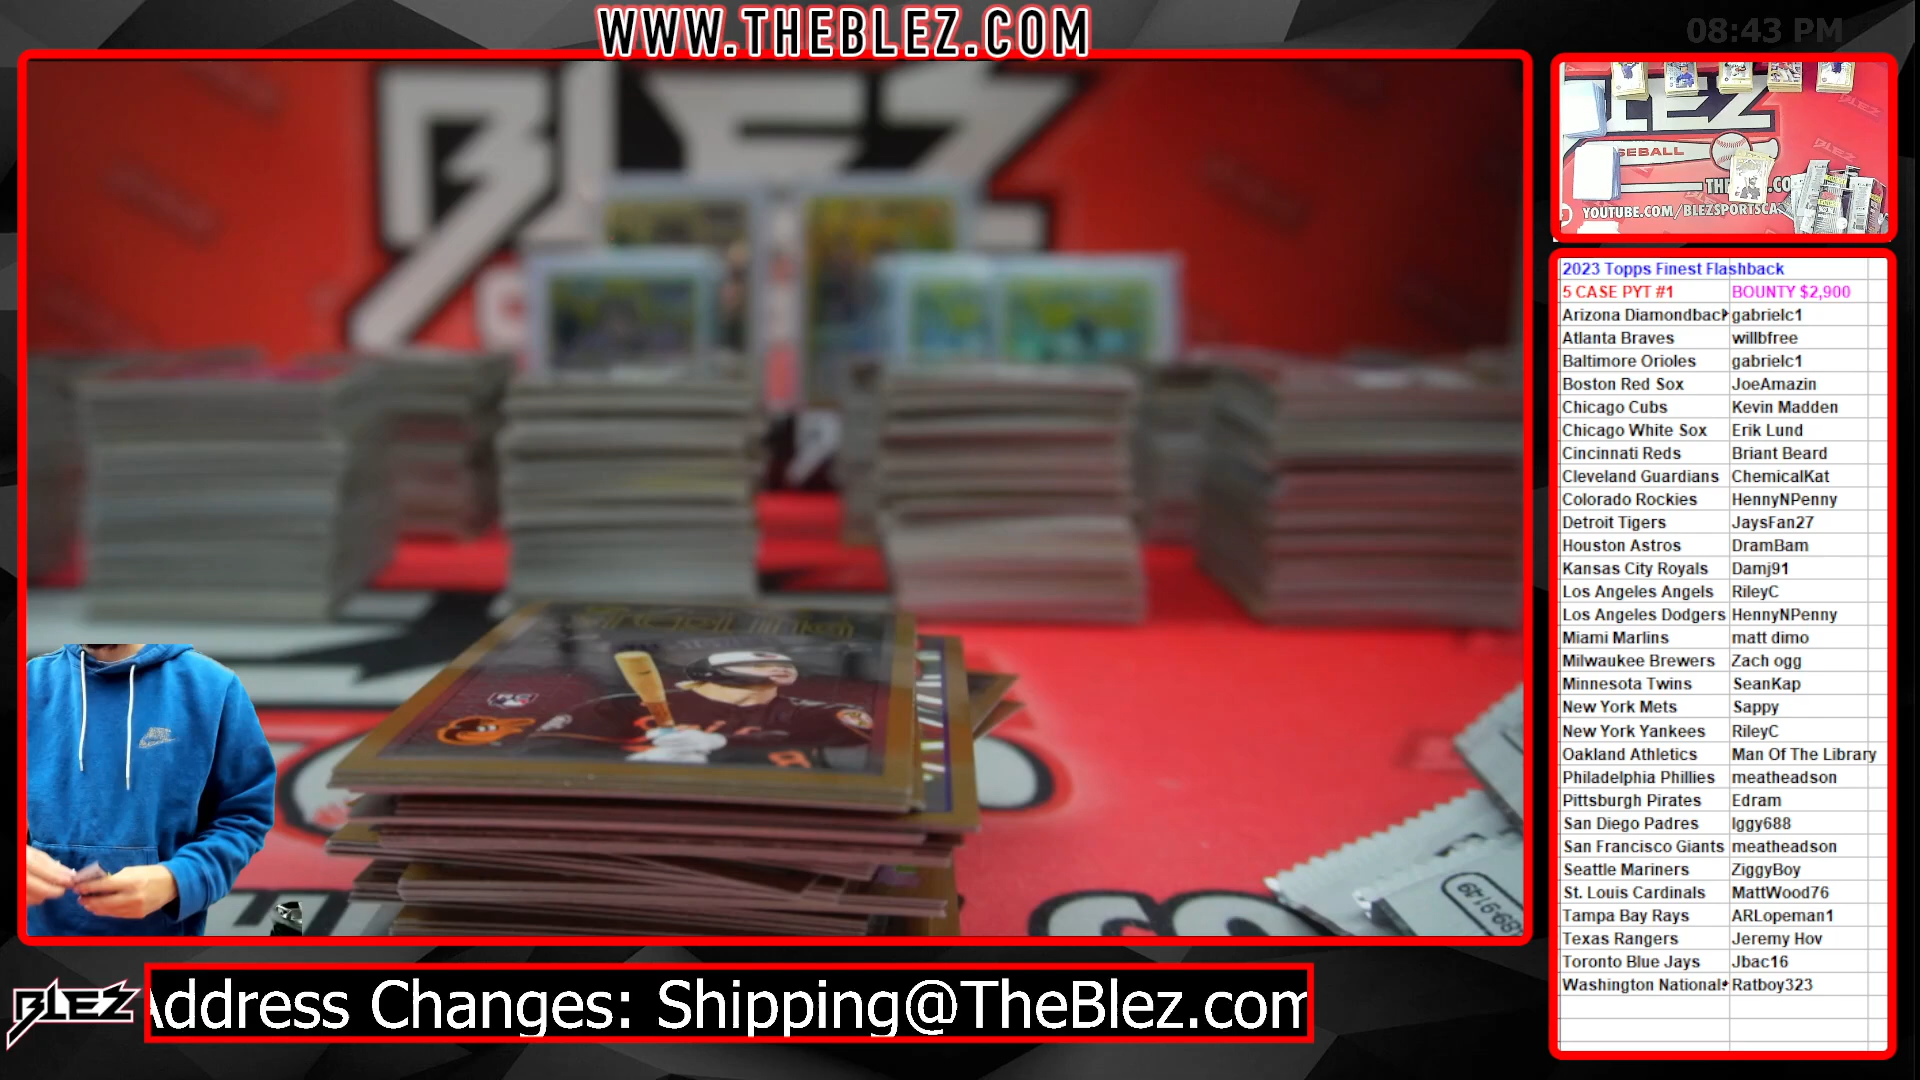 WWW.THEBLEZ.COM
08:43 PM
BLEZ
RC
SEBALL
YOUTUBE.COM/BLEZSPORTSCA
2023 Topps Finest Flashback
5 CASE PYT #1 BOUNTY $2,900
Arizona Diamondback gabrielc1
Atlanta Braves willbfree
Baltimore Orioles gabrielc1
Boston Red Sox JoeAmazin
Chicago Cubs Kevin Madden
Chicago White Sox Erik Lund
Cincinnati Reds Briant Beard
Cleveland Guardians ChemicalKat
Colorado Rockies HennyNPenny
Detroit Tigers JaysFan27
Houston Astros DramBam
Kansas City Royals Damj91
Los Angeles Angels RileyC
Los Angeles Dodgers HennyNPenny
Miami Marlins matt dimo
Milwaukee Brewers Zach ogg
Minnesota Twins SeanKap
New York Mets Sappy
New York Yankees RileyC
Oakland Athletics Man Of The Library
Philadelphia Phillies meatheadson
Pittsburgh Pirates Edram
San Diego Padres Iggy688
San Francisco Giants meatheadson
Seattle Mariners ZiggyBoy
St. Louis Cardinals MattWood76
Tampa Bay Rays ARLopeman1
Texas Rangers Jeremy Hov
Toronto Blue Jays Jbac16
Washington Nationals Ratboy323
BLEZ
Address Changes: Shipping@TheBlez.com